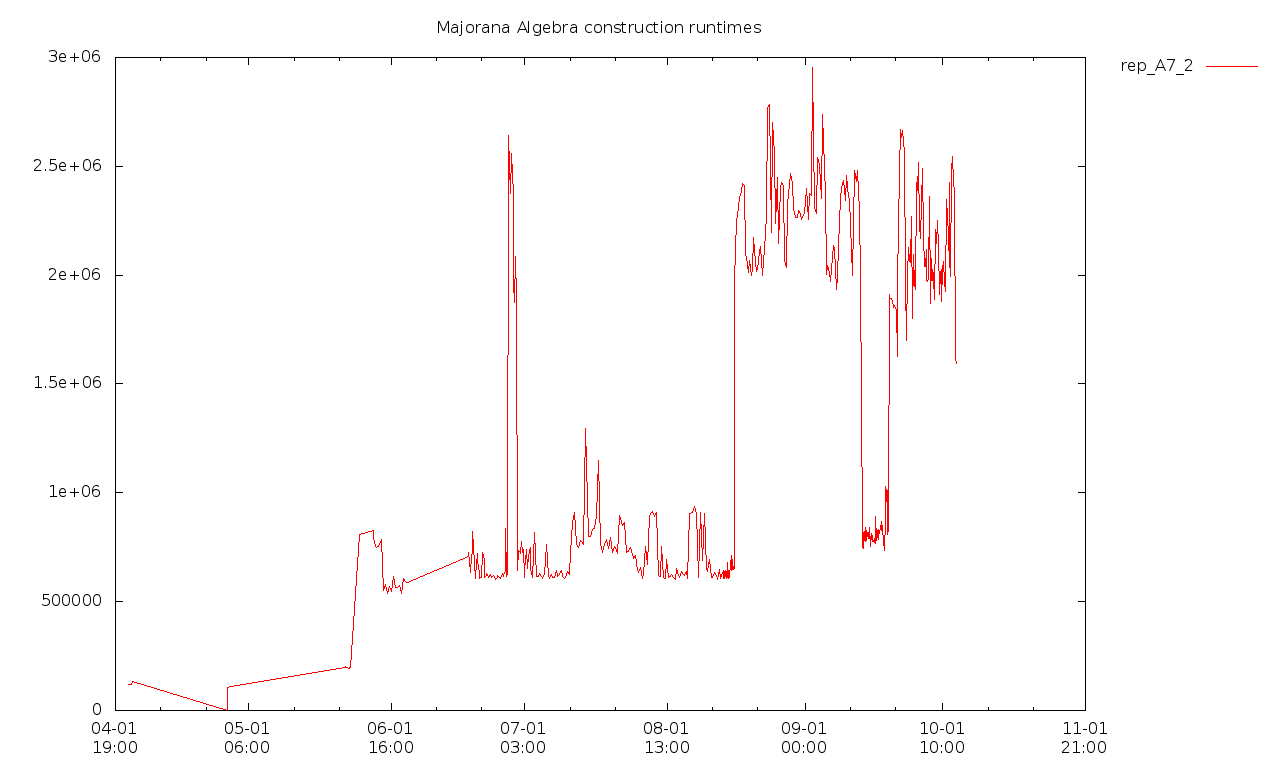 Majorana Algebra construction runtimes
rep_A7_2
3e+06
2.5e+06
2e+06
1.5e+06
1e+06
500000
0
04-01 05-01 06-01 07-01 08-01 09-01 10-01 11-01
19:00 06:00 16:00 03:00 13:00 00:00 10:00 21:00